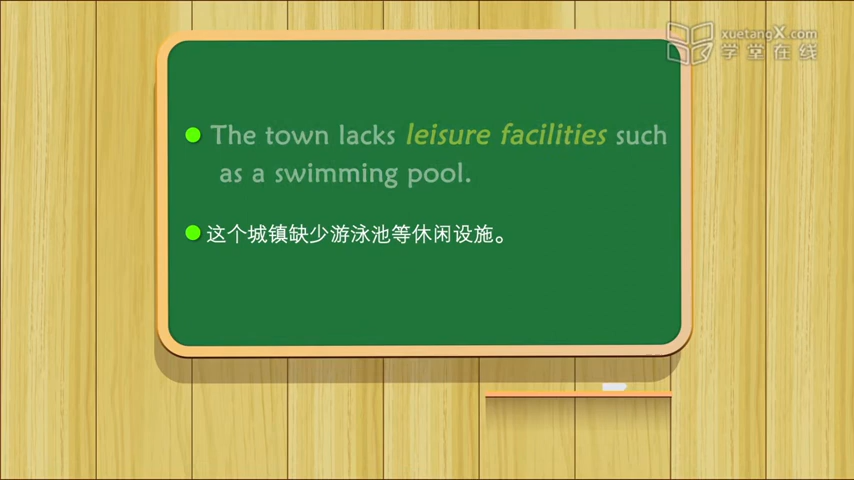 xuetangX.com
学堂在线
The town lacks leisure facilities such
as a swimming pool.
这个城镇缺少游泳池等休闲设施。